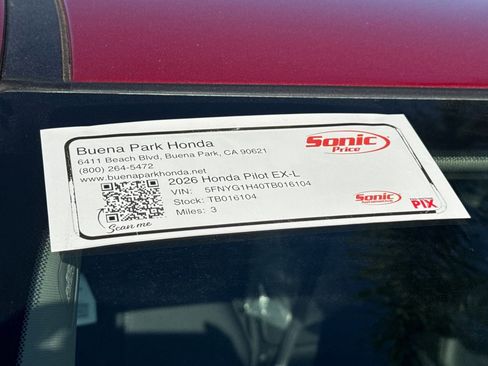 Buena Park Honda
6411 Beach Blvd, Buena Park, CA 90621
(800) 264-5472
www.buenaparkhonda.net
Sonic
Price
2026 Honda Pilot EX-L
VIN: 5FNYG1H40TB016104
Stock: TB016104
Miles: 3
Scan me
Sonic
PIX